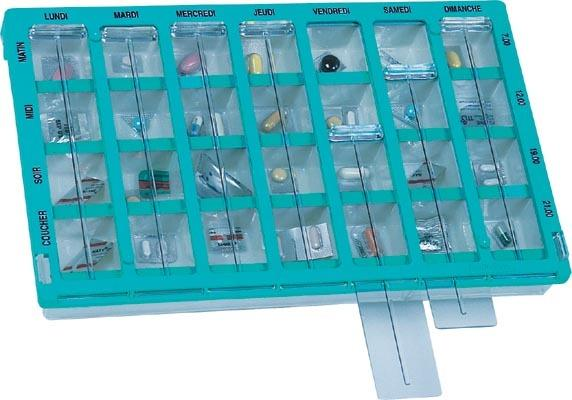 LUNDI MARDI MERCREDI JEUDI VENDREDI SAMEDI DIMANCHE
MATIN 7.00
MIDI 12.00
SOIR 19.00
COUCHER 21.00